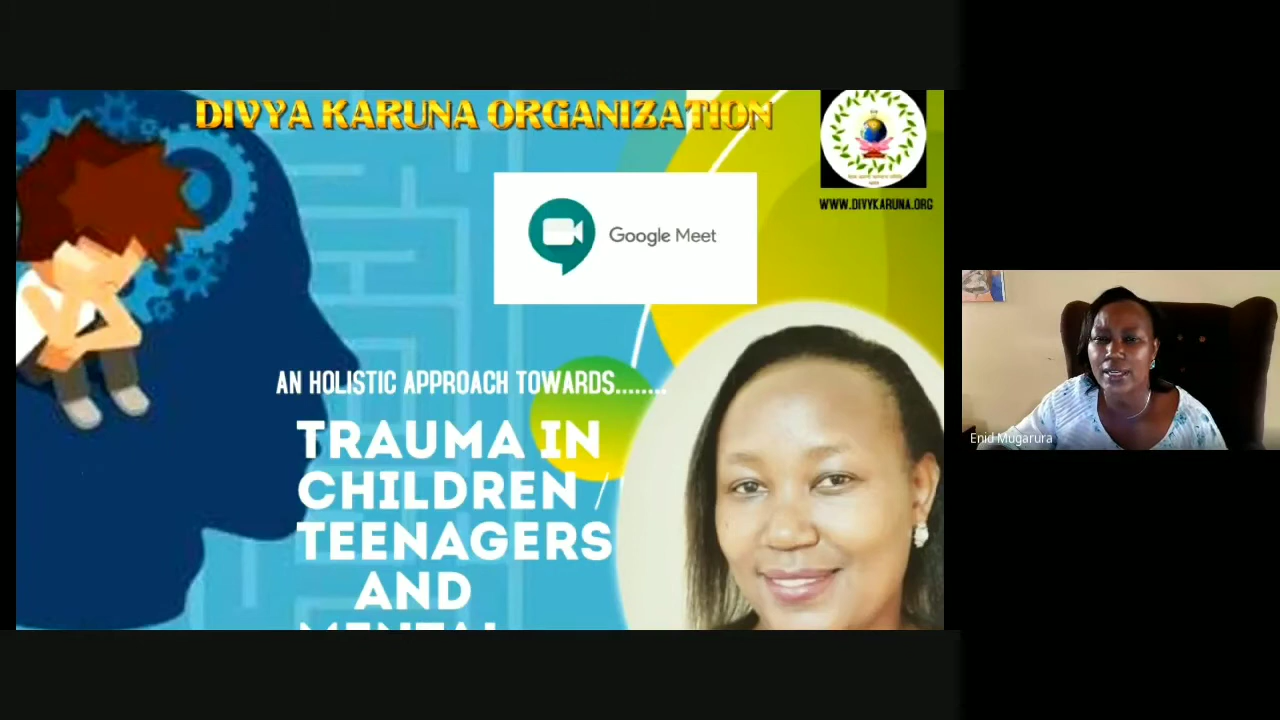 DIVYA KARUNA ORGANIZATION
WWW.DIVYKARUNA.ORG
Google Meet
AN HOLISTIC APPROACH TOWARDS........
TRAUMA IN
CHILDREN /
TEENAGERS
AND
MENTAL
Enid Mugarura